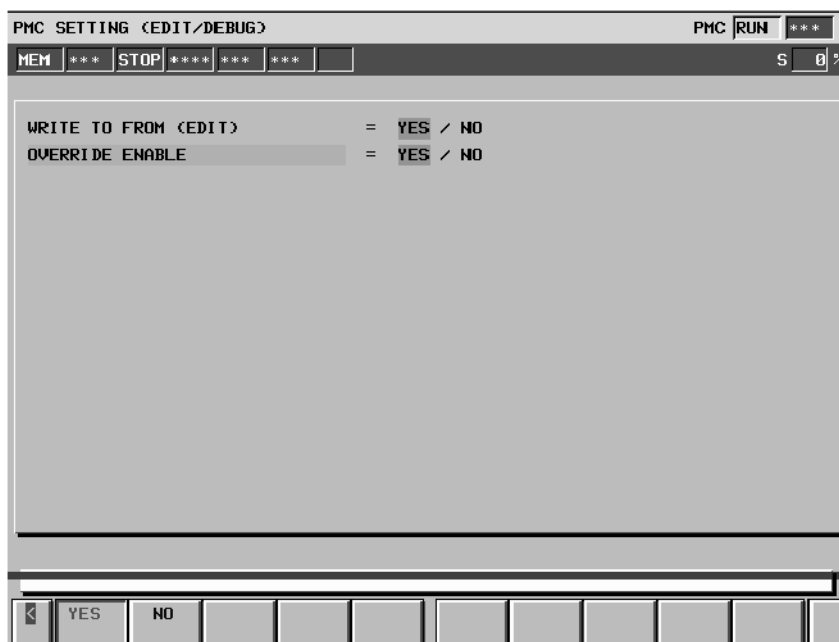 PMC SETTING (EDIT/DEBUG) PMC RUN ***
MEM *** STOP **** *** *** S 0 %
WRITE TO FROM (EDIT) = YES / NO
OVERRIDE ENABLE = YES / NO
< YES NO